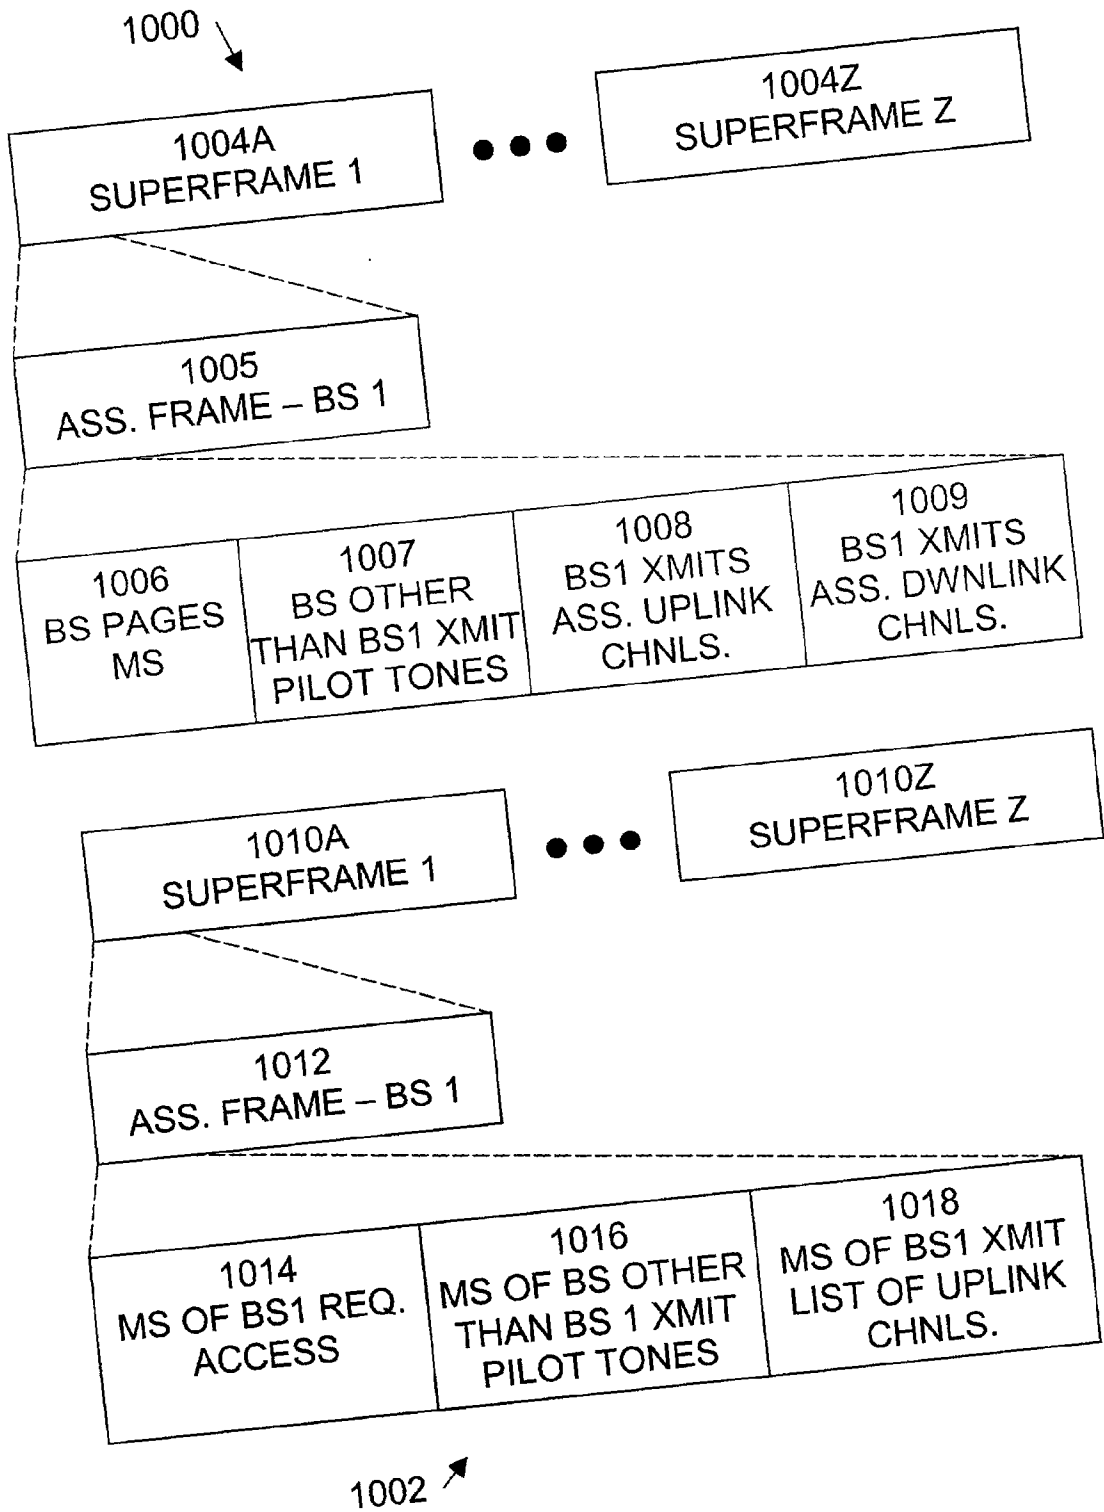 1000
1004A
SUPERFRAME 1
1004Z
SUPERFRAME Z
1005
ASS. FRAME – BS 1
1006
BS PAGES
MS
1007
BS OTHER
THAN BS1 XMIT
PILOT TONES
1008
BS1 XMITS
ASS. UPLINK
CHNLS.
1009
BS1 XMITS
ASS. DWNLINK
CHNLS.
1010A
SUPERFRAME 1
1010Z
SUPERFRAME Z
1012
ASS. FRAME – BS 1
1014
MS OF BS1 REQ.
ACCESS
1016
MS OF BS OTHER
THAN BS 1 XMIT
PILOT TONES
1018
MS OF BS1 XMIT
LIST OF UPLINK
CHNLS.
1002